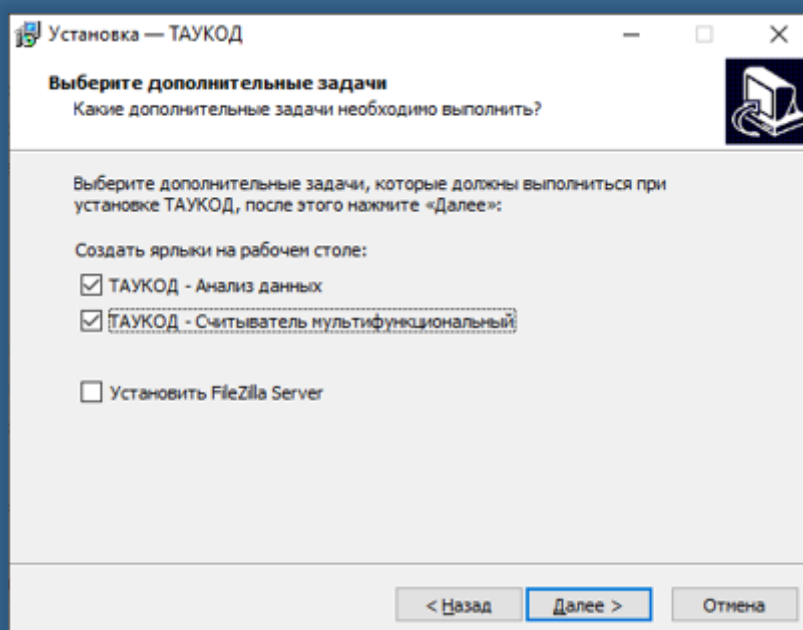 Установка — ТАУКОД
Выберите дополнительные задачи
Какие дополнительные задачи необходимо выполнить?
Выберите дополнительные задачи, которые должны выполниться при
установке ТАУКОД, после этого нажмите «Далее»:
Создать ярлыки на рабочем столе:
ТАУКОД - Анализ данных
ТАУКОД - Считыватель мультифункциональный
Установить FileZilla Server
< Назад Далее > Отмена